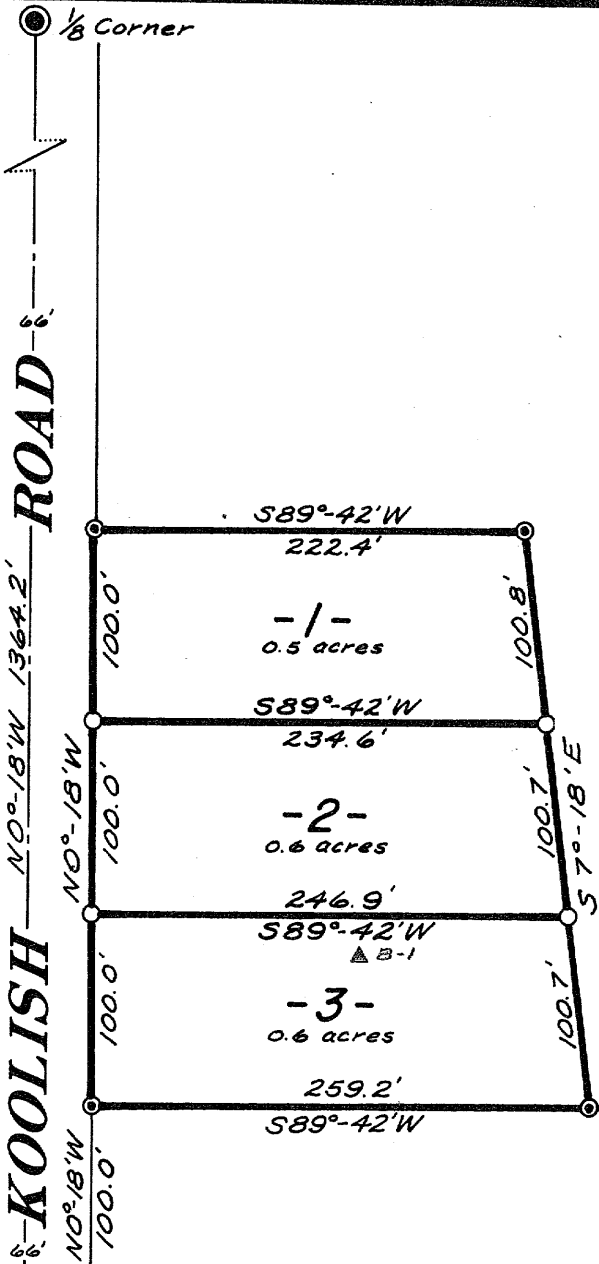 1/8 Corner
66'
KOOLISH ROAD
N0°-18'W 1364.2'
S89°-42'W
222.4'
100.0'
-1-
0.5 acres
100.8'
S89°-42'W
234.6'
N0°-18'W
100.0'
-2-
0.6 acres
100.7'
S 7°-18'E
246.9'
S89°-42'W
B-1
100.0'
-3-
0.6 acres
100.7'
259.2'
S89°-42'W
N0°-18'W
100.0'
66'